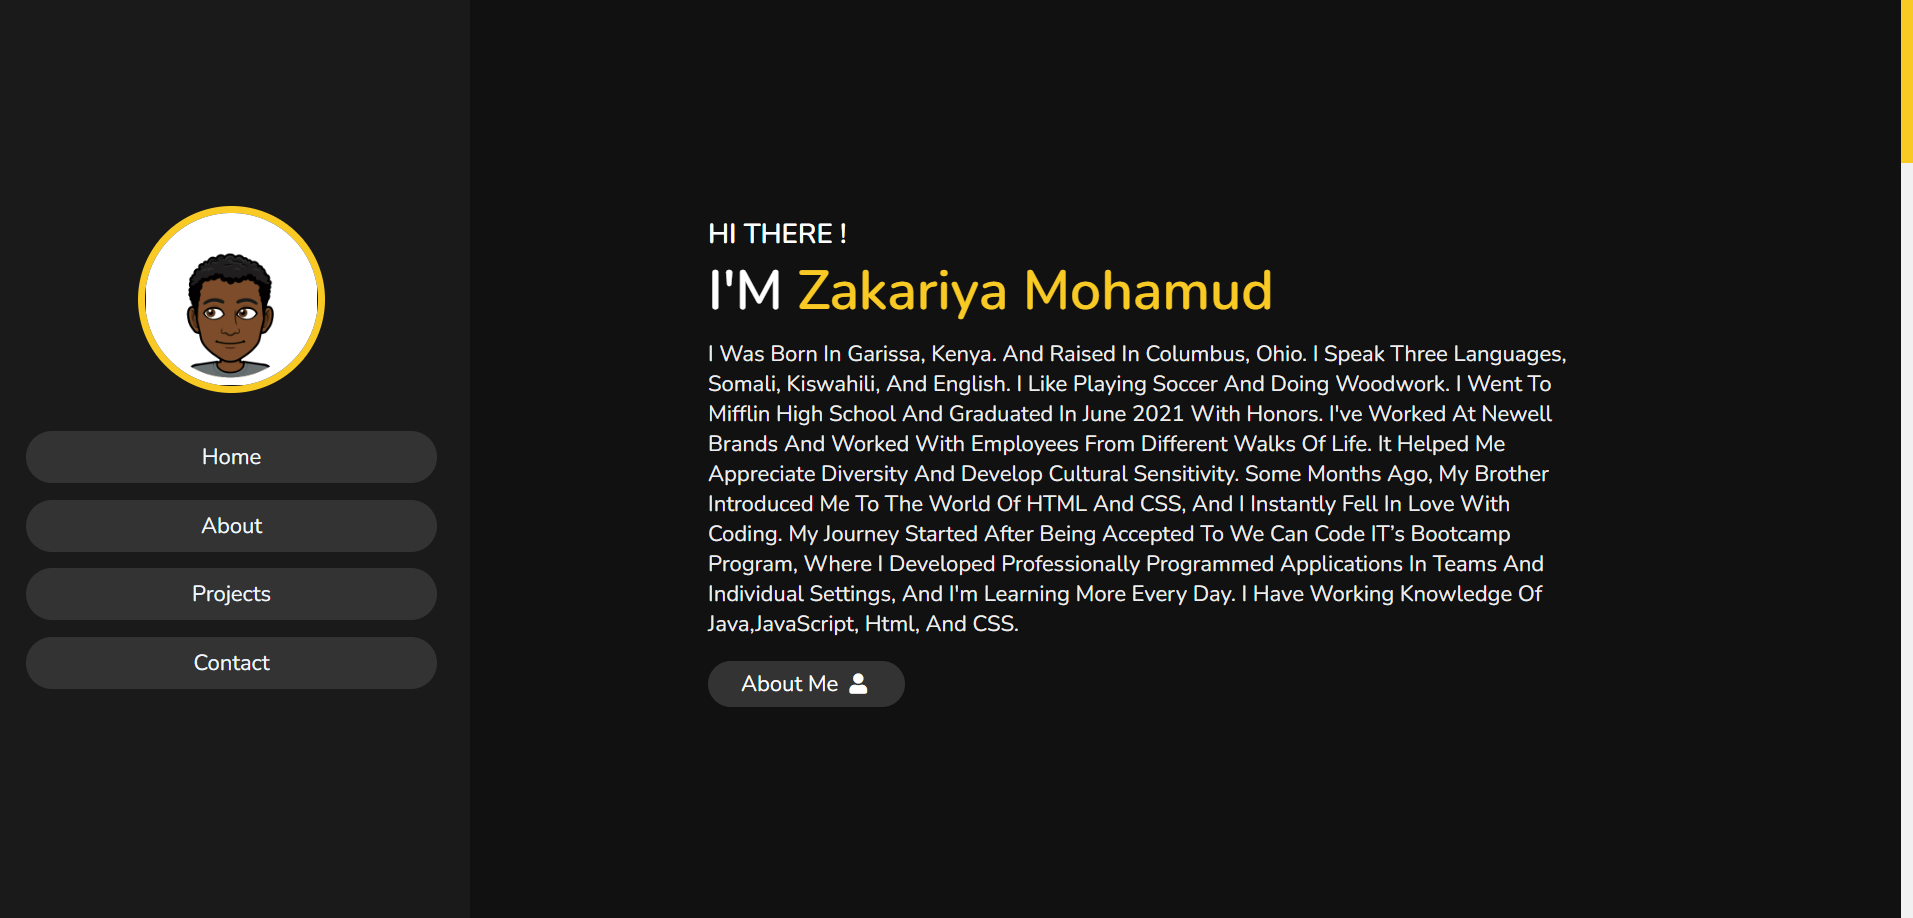 Home
About
Projects
Contact
HI THERE !
I'M Zakariya Mohamud
I Was Born In Garissa, Kenya. And Raised In Columbus, Ohio. I Speak Three Languages,
Somali, Kiswahili, And English. I Like Playing Soccer And Doing Woodwork. I Went To
Mifflin High School And Graduated In June 2021 With Honors. I've Worked At Newell
Brands And Worked With Employees From Different Walks Of Life. It Helped Me
Appreciate Diversity And Develop Cultural Sensitivity. Some Months Ago, My Brother
Introduced Me To The World Of HTML And CSS, And I Instantly Fell In Love With
Coding. My Journey Started After Being Accepted To We Can Code IT’s Bootcamp
Program, Where I Developed Professionally Programmed Applications In Teams And
Individual Settings, And I'm Learning More Every Day. I Have Working Knowledge Of
Java,JavaScript, Html, And CSS.
About Me